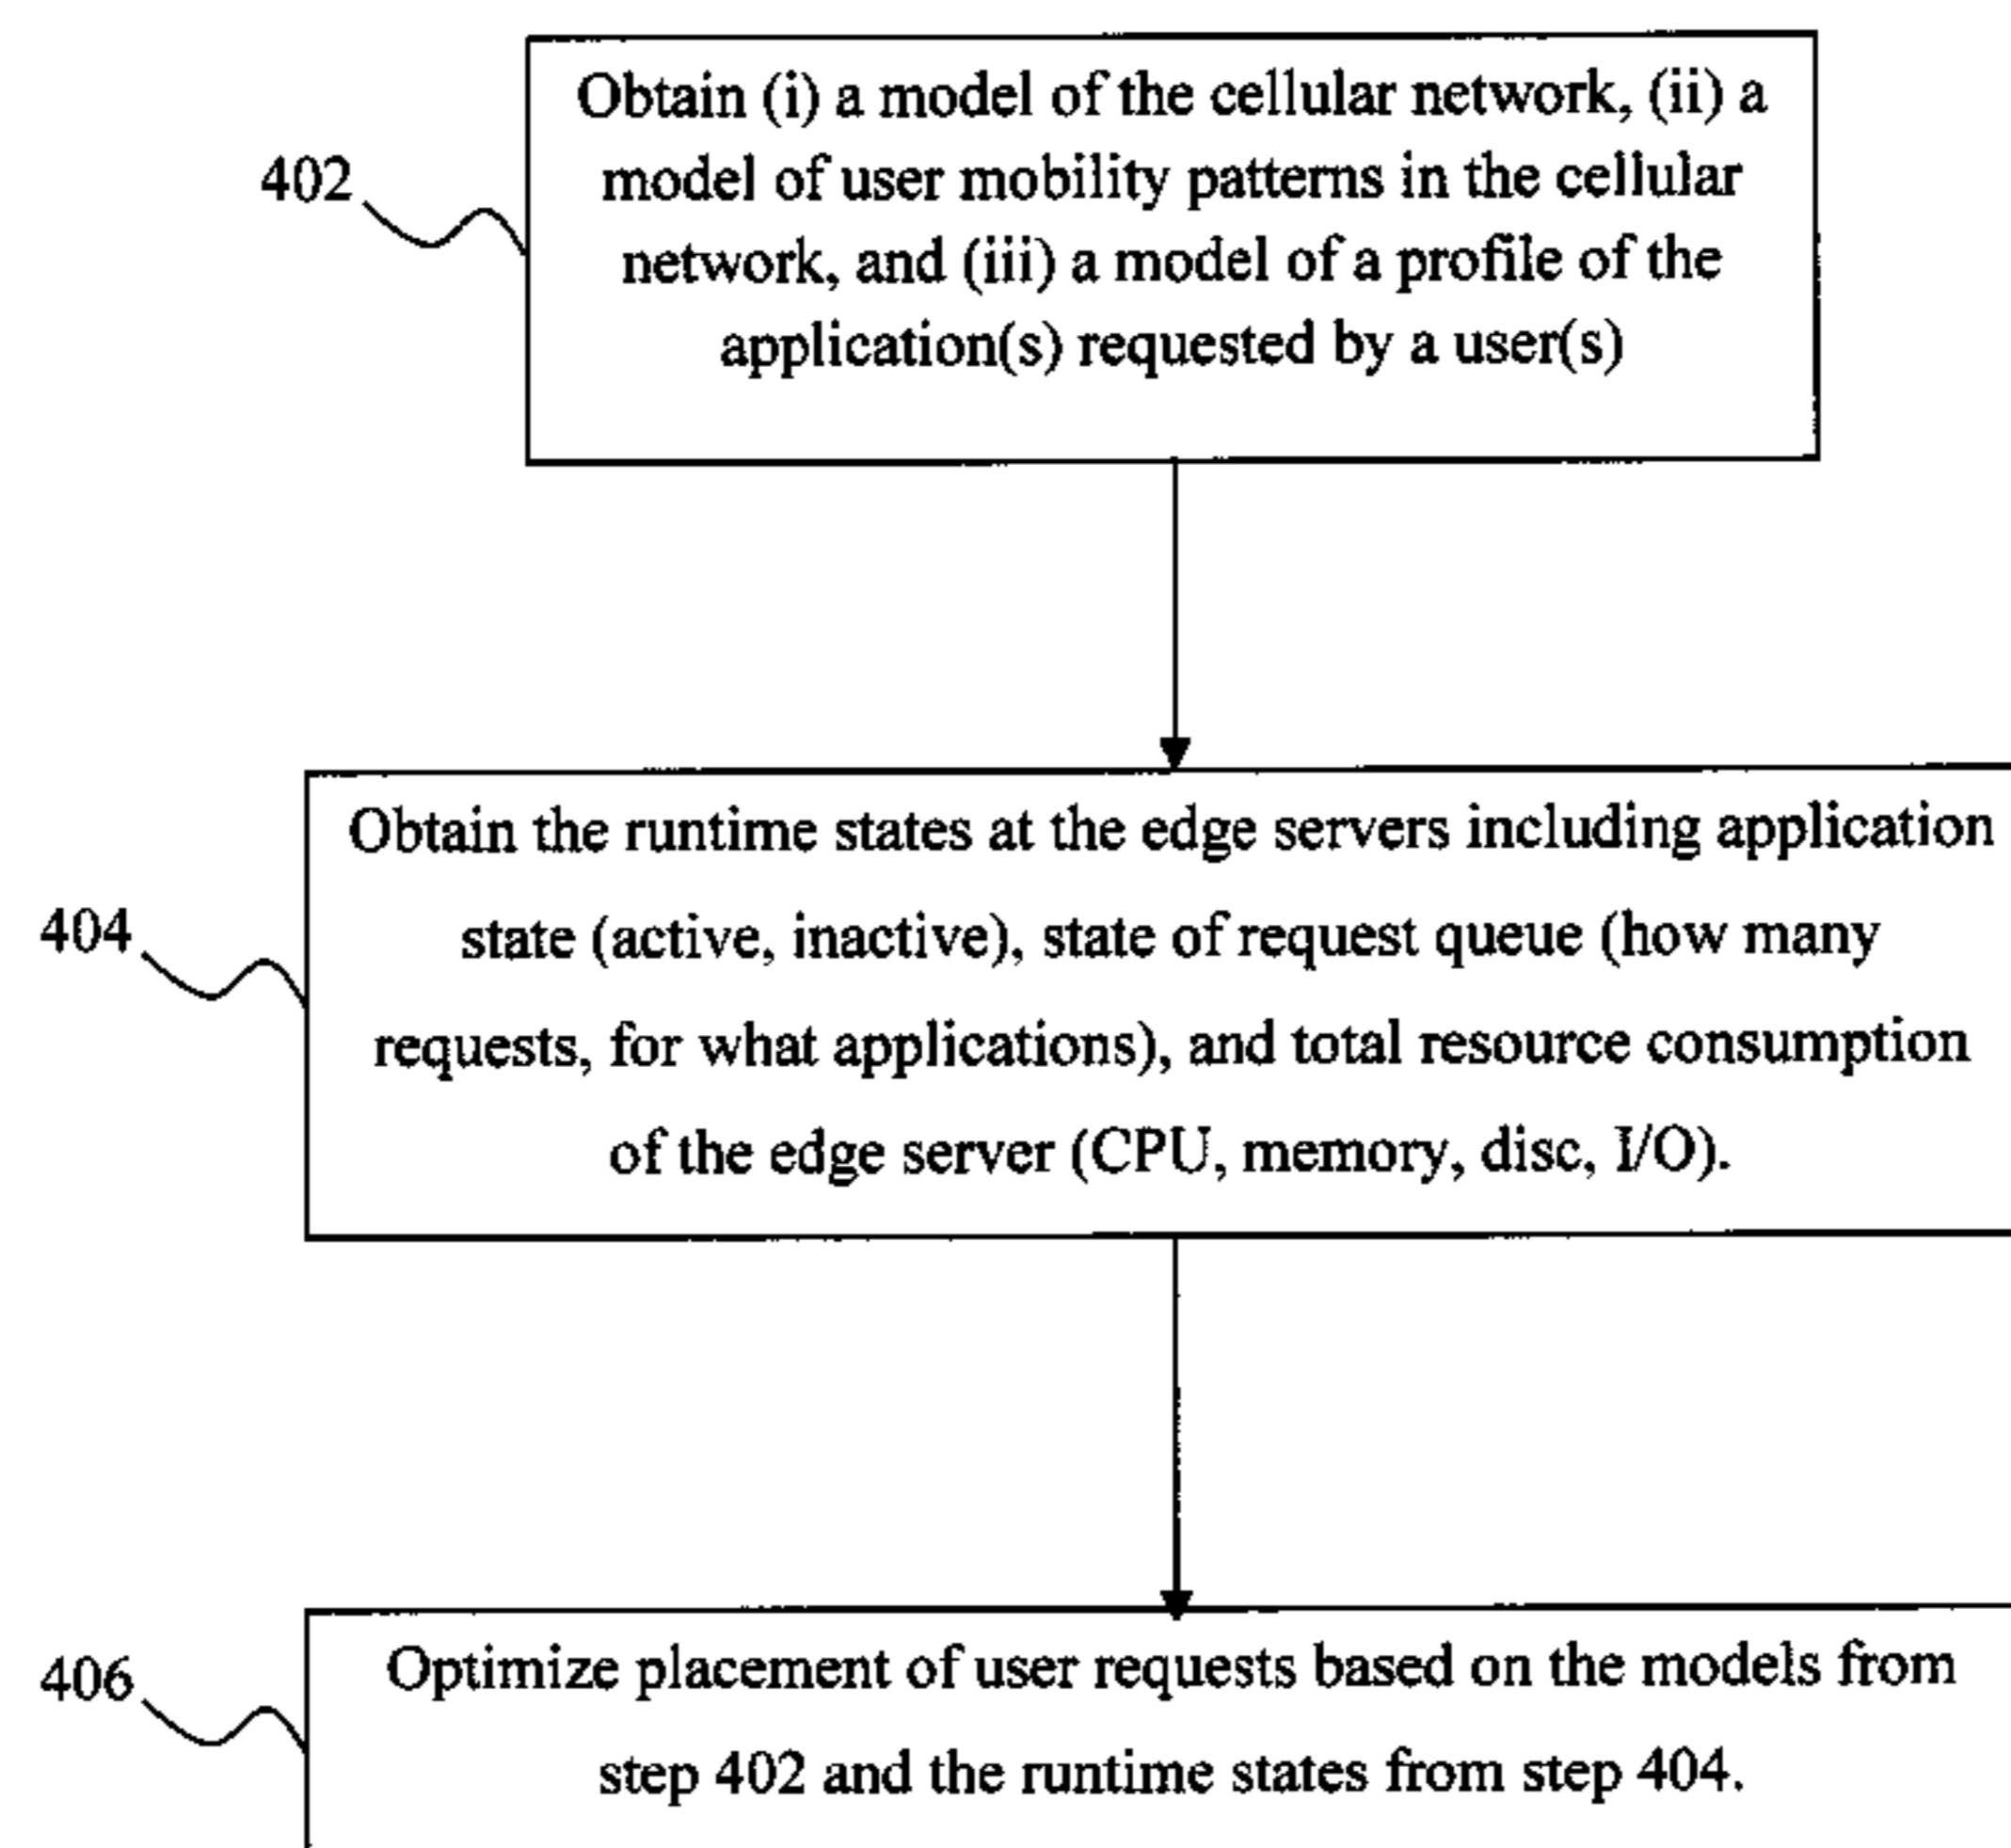 Obtain (i) a model of the cellular network, (ii) a
model of user mobility patterns in the cellular
402
network, and (iii) a model of a profile of the
application(s) requested by a user(s)
Obtain the runtime states at the edge servers including application
404
state (active, inactive), state of request queue (how many
requests, for what applications), and total resource consumption
of the edge server (CPU, memory, disc, I/O).
406
Optimize placement of user requests based on the models from
step 402 and the runtime states from step 404.